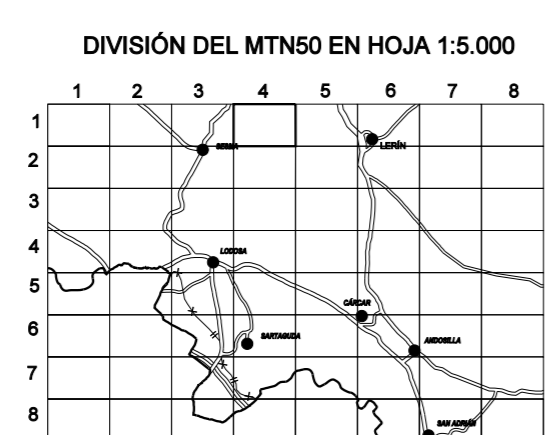 DIVISIÓN DEL MTN50 EN HOJA 1:5.000
1 2 3 4 5 6 7 8
1
LERÍN
2
SESMA
3
4
LODOSA
5
CÁRCAR
6
SARTAGUDA
ANDOSILLA
7
8
SAN ADRIÁN